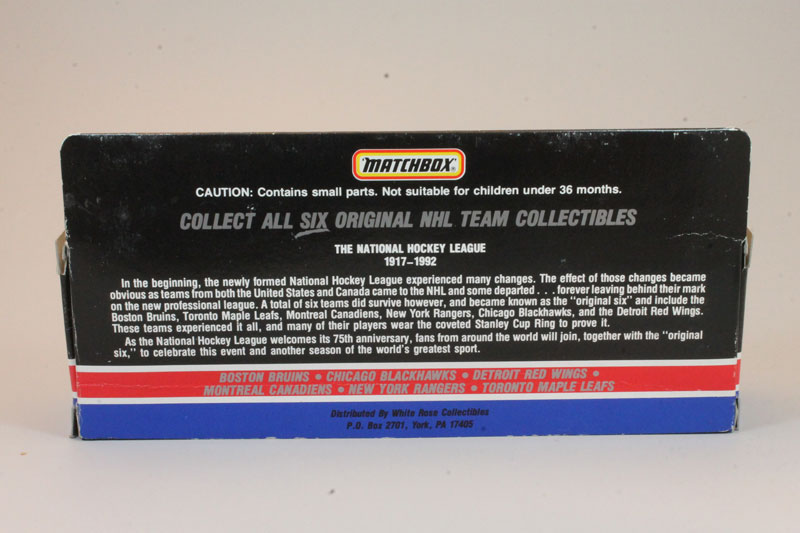 MATCHBOX®
CAUTION: Contains small parts. Not suitable for children under 36 months.
COLLECT ALL SIX ORIGINAL NHL TEAM COLLECTIBLES
THE NATIONAL HOCKEY LEAGUE
1917–1992
In the beginning, the newly formed National Hockey League experienced many changes. The effect of those changes became
obvious as teams from both the United States and Canada came to the NHL and some departed . . . forever leaving behind their mark
on the new professional league. A total of six teams did survive however, and became known as the "original six" and include the
Boston Bruins, Toronto Maple Leafs, Montreal Canadiens, New York Rangers, Chicago Blackhawks, and the Detroit Red Wings.
These teams experienced it all, and many of their players wear the coveted Stanley Cup Ring to prove it.
As the National Hockey League welcomes its 75th anniversary, fans from around the world will join, together with the "original
six," to celebrate this event and another season of the world's greatest sport.
BOSTON BRUINS • CHICAGO BLACKHAWKS • DETROIT RED WINGS •
MONTREAL CANADIENS • NEW YORK RANGERS • TORONTO MAPLE LEAFS
Distributed By White Rose Collectibles
P.O. Box 2701, York, PA 17405